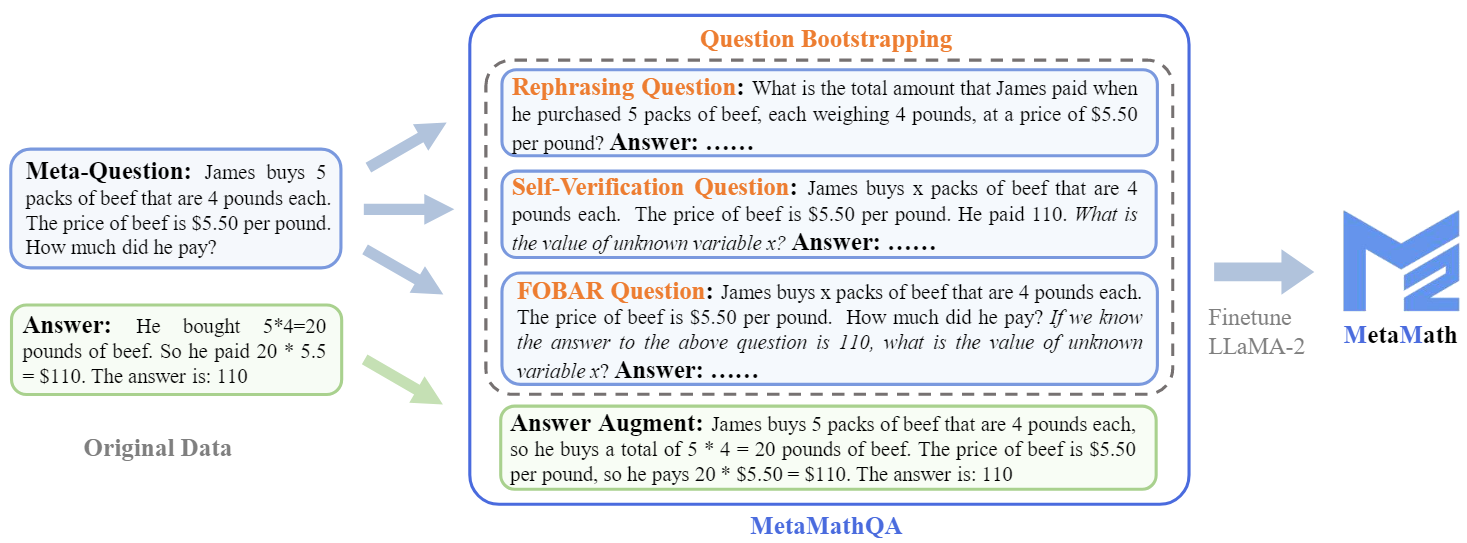 Meta-Question: James buys 5
packs of beef that are 4 pounds each.
The price of beef is $5.50 per pound.
How much did he pay?
Answer: He bought 5*4=20
pounds of beef. So he paid 20 * 5.5
= $110. The answer is: 110
Original Data
Question Bootstrapping
Rephrasing Question: What is the total amount that James paid when
he purchased 5 packs of beef, each weighing 4 pounds, at a price of $5.50
per pound? Answer: ……
Self-Verification Question: James buys x packs of beef that are 4
pounds each. The price of beef is $5.50 per pound. He paid 110. What is
the value of unknown variable x? Answer: ……
FOBAR Question: James buys x packs of beef that are 4 pounds each.
The price of beef is $5.50 per pound. How much did he pay? If we know
the answer to the above question is 110, what is the value of unknown
variable x? Answer: ……
Answer Augment: James buys 5 packs of beef that are 4 pounds each,
so he buys a total of 5 * 4 = 20 pounds of beef. The price of beef is $5.50
per pound, so he pays 20 * $5.50 = $110. The answer is: 110
MetaMathQA
Finetune
LLaMA-2
M2
MetaMath